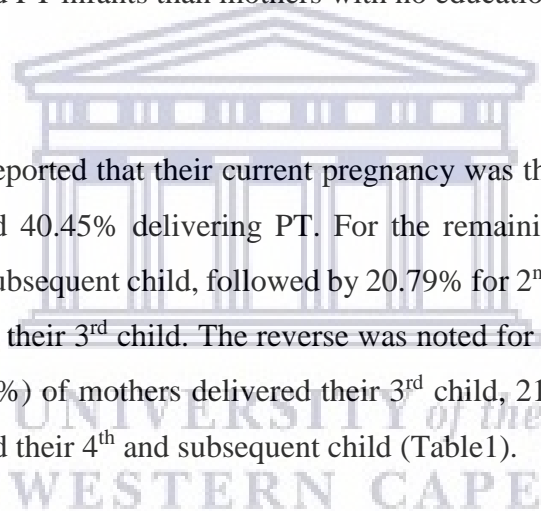 PT infants than mothers with no educatio
reported that their current pregnancy was th
d 40.45% delivering PT. For the remaini
ubsequent child, followed by 20.79% for 2nd
their 3rd child. The reverse was noted for
%) of mothers delivered their 3rd child, 21
d their 4th and subsequent child (Table1).
UNIVERSITY of the
WESTERN CAPE